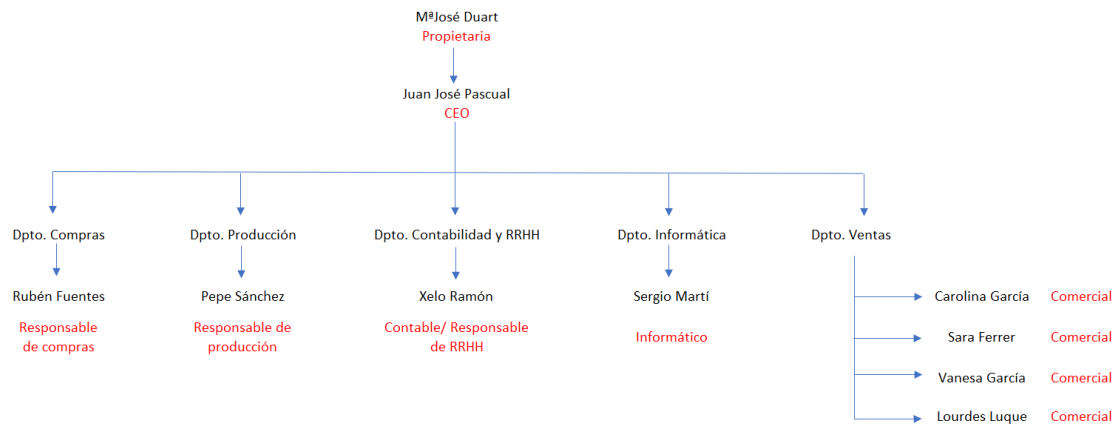 MªJosé Duart
Propietaria
Juan José Pascual
CEO
Dpto. Compras
Dpto. Producción
Dpto. Contabilidad y RRHH
Dpto. Informática
Dpto. Ventas
Rubén Fuentes
Responsable
de compras
Pepe Sánchez
Responsable de
producción
Xelo Ramón
Contable/ Responsable
de RRHH
Sergio Martí
Informático
Carolina García Comercial
Sara Ferrer Comercial
Vanesa García Comercial
Lourdes Luque Comercial